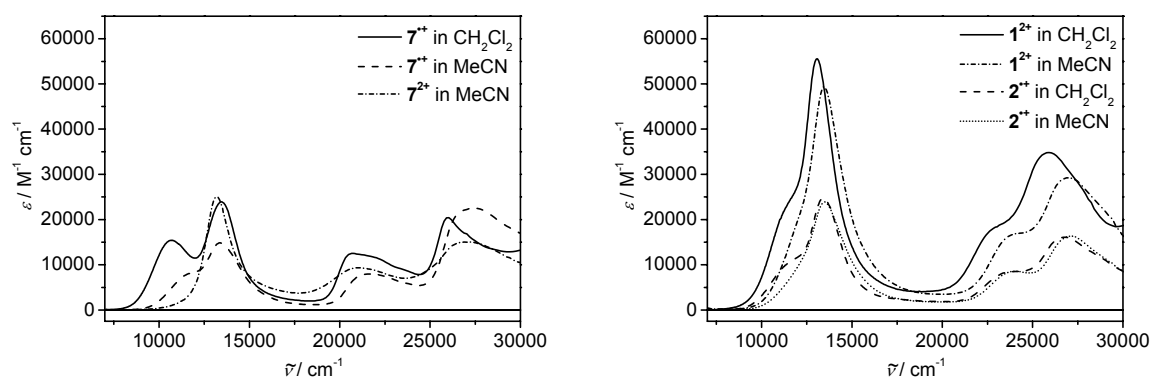 60000
50000
40000
30000
20000
10000
0
ε / M⁻¹ cm⁻¹
7•+ in CH₂Cl₂
7•+ in MeCN
7²⁺ in MeCN
10000 15000 20000 25000 30000
ṽ / cm⁻¹
60000
50000
40000
30000
20000
10000
0
ε / M⁻¹ cm⁻¹
1²⁺ in CH₂Cl₂
1²⁺ in MeCN
2•+ in CH₂Cl₂
2•+ in MeCN
10000 15000 20000 25000 30000
ṽ / cm⁻¹